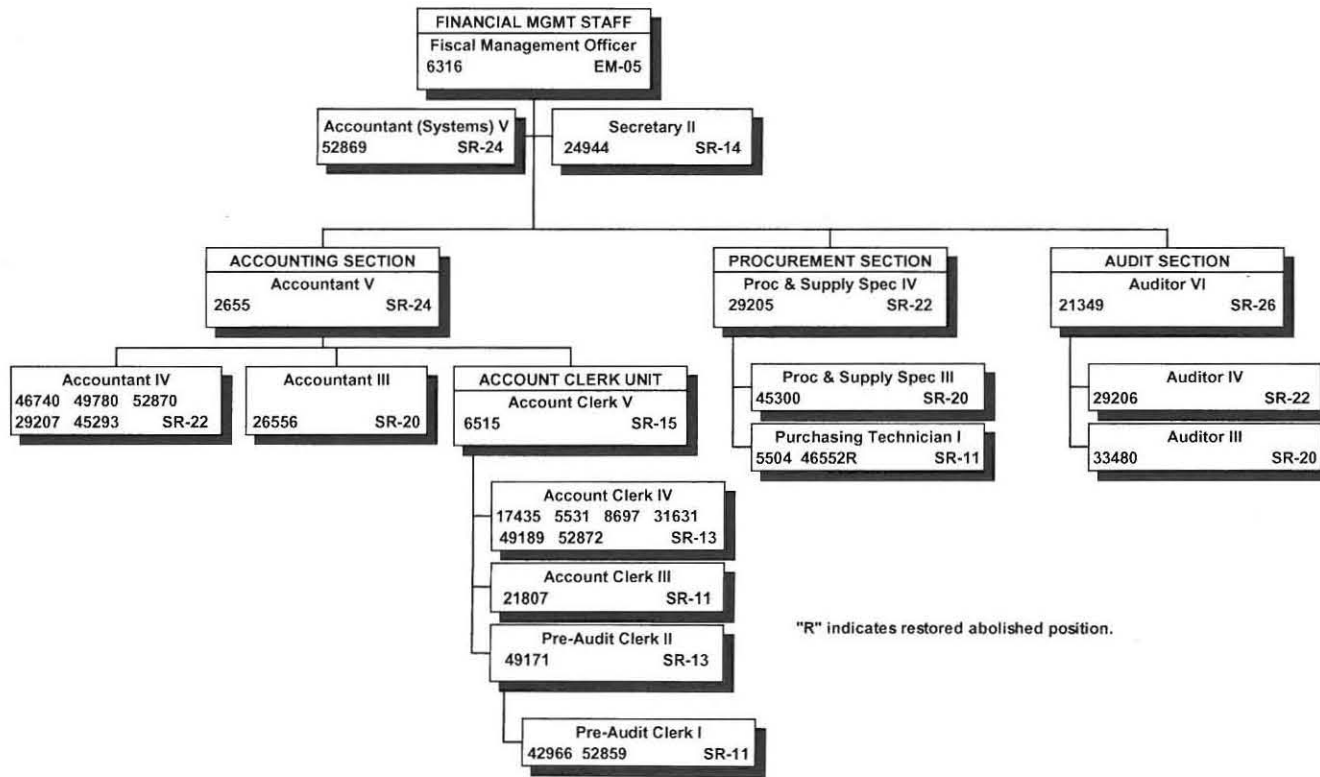 FINANCIAL MGMT STAFF
Fiscal Management Officer
6316 EM-05
Accountant (Systems) V
52869 SR-24
Secretary II
24944 SR-14
ACCOUNTING SECTION
Accountant V
2655 SR-24
PROCUREMENT SECTION
Proc & Supply Spec IV
29205 SR-22
AUDIT SECTION
Auditor VI
21349 SR-26
Accountant IV
46740 49780 52870
29207 45293 SR-22
Accountant III
26556 SR-20
ACCOUNT CLERK UNIT
Account Clerk V
6515 SR-15
Proc & Supply Spec III
45300 SR-20
Purchasing Technician I
5504 46552R SR-11
Auditor IV
29206 SR-22
Auditor III
33480 SR-20
Account Clerk IV
17435 5531 8697 31631
49189 52872 SR-13
Account Clerk III
21807 SR-11
Pre-Audit Clerk II
49171 SR-13
Pre-Audit Clerk I
42966 52859 SR-11
"R" indicates restored abolished position.